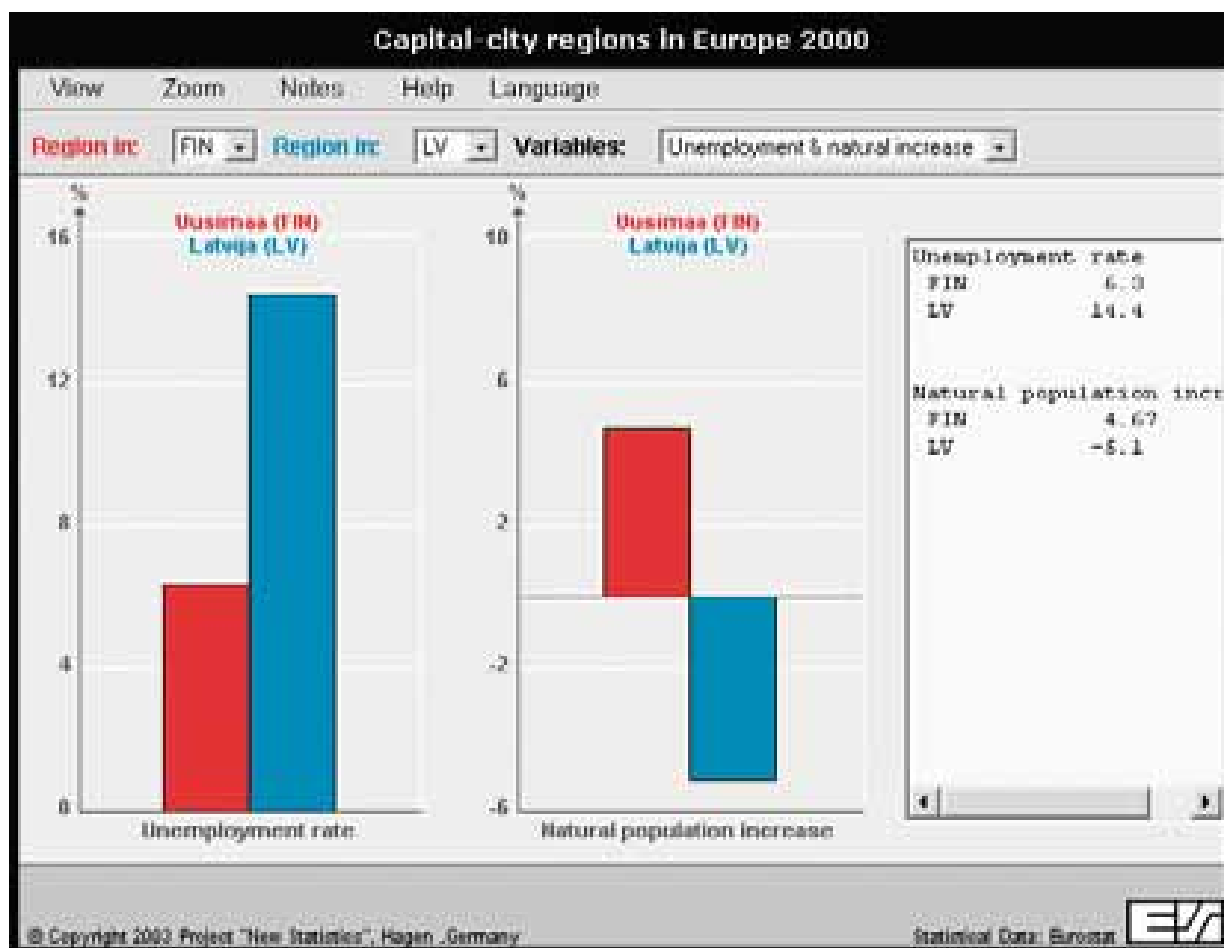 Capital-city regions in Europe 2000
View Zoom Notes Help Language
Region in: FIN Region in: LV Variables: Unemployment & natural increase
%
Uusimaa (FIN)
Latvija (LV)
16
12
8
4
0
Unemployment rate
%
Uusimaa (FIN)
Latvija (LV)
10
6
2
-2
-6
Natural population increase
Unemployment rate
FIN 6.3
LV 14.4
Natural population incr
FIN 4.67
LV -5.1
© Copyright 2003 Project "New Statistics", Hagen ,Germany
Statistical Data: Eurostat